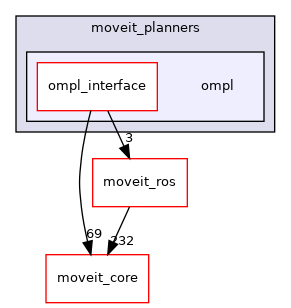 moveit_planners
ompl_interface
ompl
3
moveit_ros
69
232
moveit_core